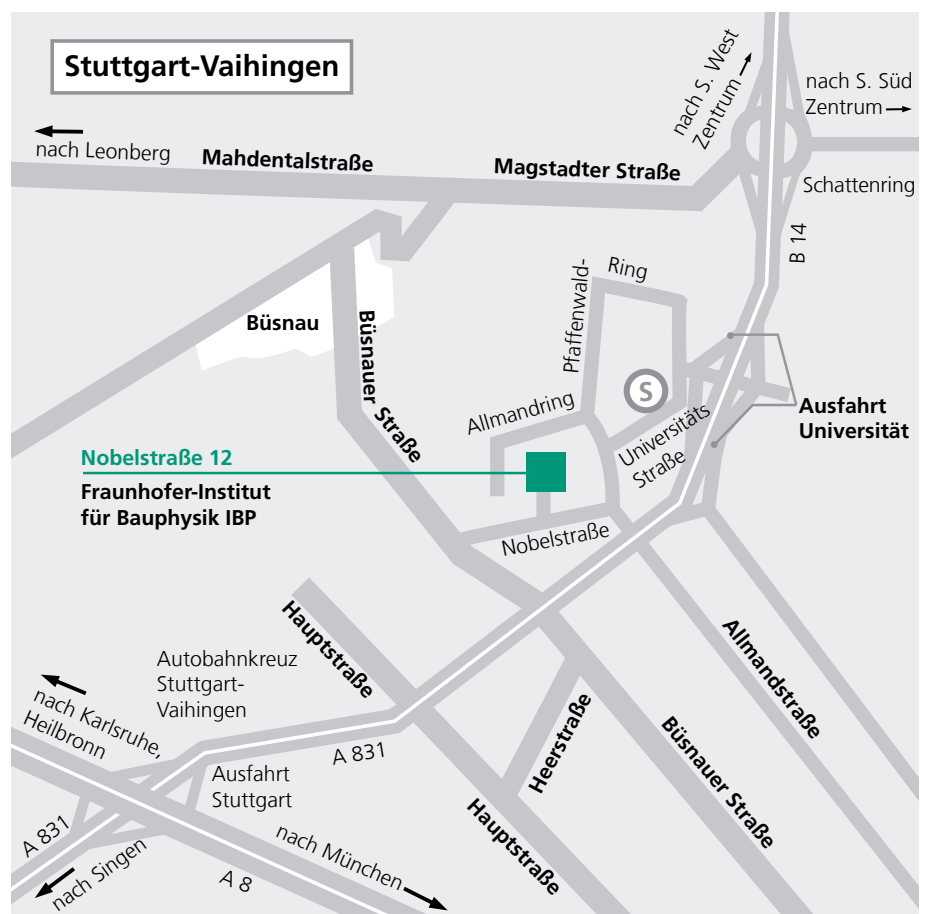 Stuttgart-Vaihingen
nach S. West
Zentrum
nach S. Süd
Zentrum
nach Leonberg
Mahdentalstraße
Magstadter Straße
Schattenring
B 14
Ring
Pfaffenwald-
Büsnau
Büsnauer Straße
S
Allmandring
Universitäts
Straße
Ausfahrt
Universität
Nobelstraße 12
Fraunhofer-Institut
für Bauphysik IBP
Nobelstraße
Hauptstraße
Allmandstraße
Autobahnkreuz
Stuttgart-
Vaihingen
nach Karlsruhe,
Heilbronn
A 831
Heerstraße
Büsnauer Straße
Ausfahrt
Stuttgart
Hauptstraße
A 831
nach Singen
nach München
A 8